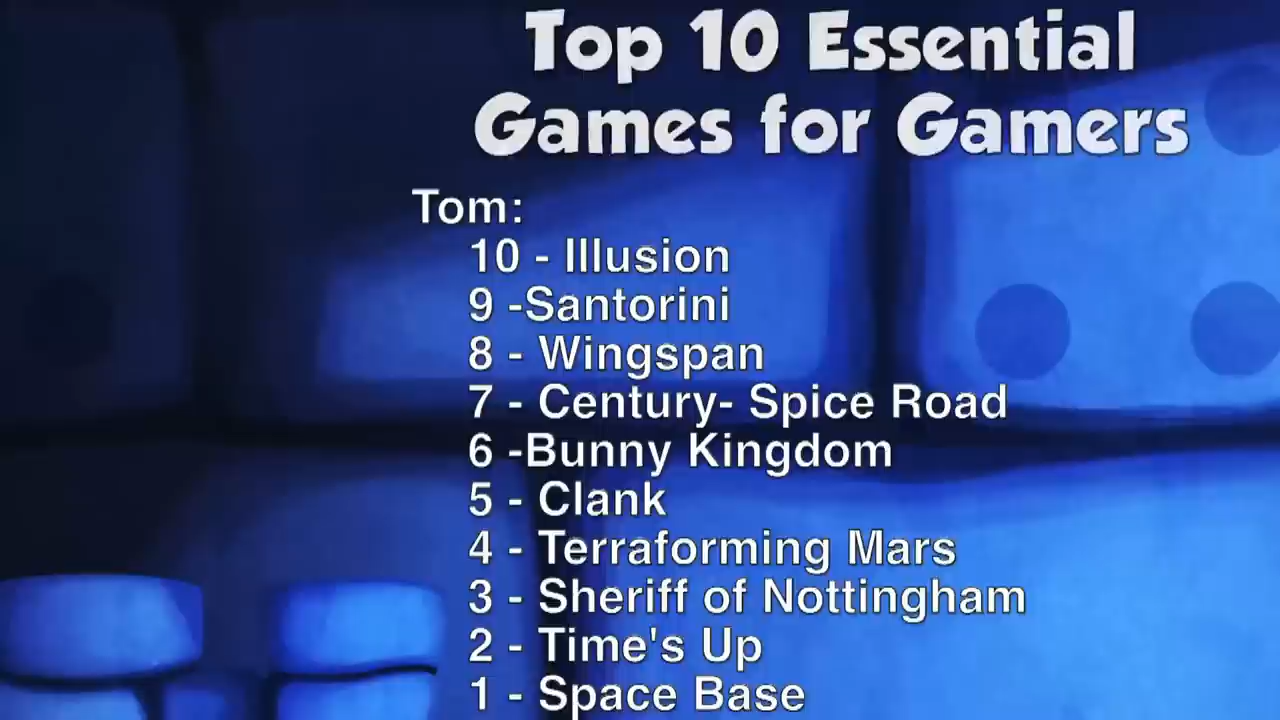 Top 10 Essential
Games for Gamers
Tom:
10 - Illusion
9 -Santorini
8 - Wingspan
7 - Century- Spice Road
6 -Bunny Kingdom
5 - Clank
4 - Terraforming Mars
3 - Sheriff of Nottingham
2 - Time's Up
1 - Space Base